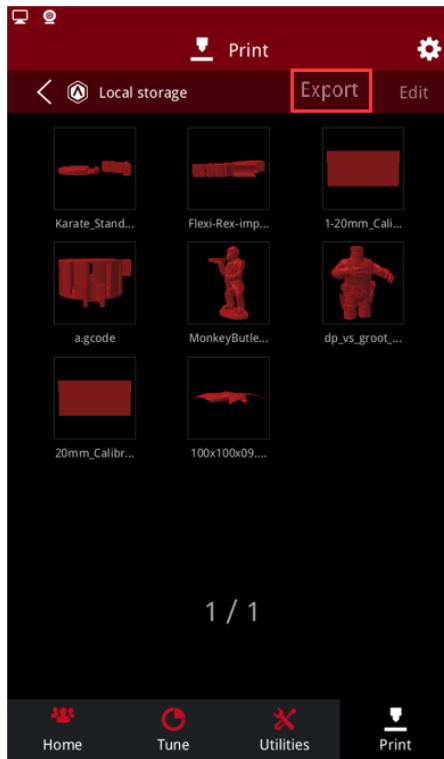 Print
Local storage Export Edit
Karate_Stand... Flexi-Rex-imp... 1-20mm_Cali...
a.gcode MonkeyButle... dp_vs_groot_...
20mm_Calibr... 100x100x09....
1 / 1
Home Tune Utilities Print